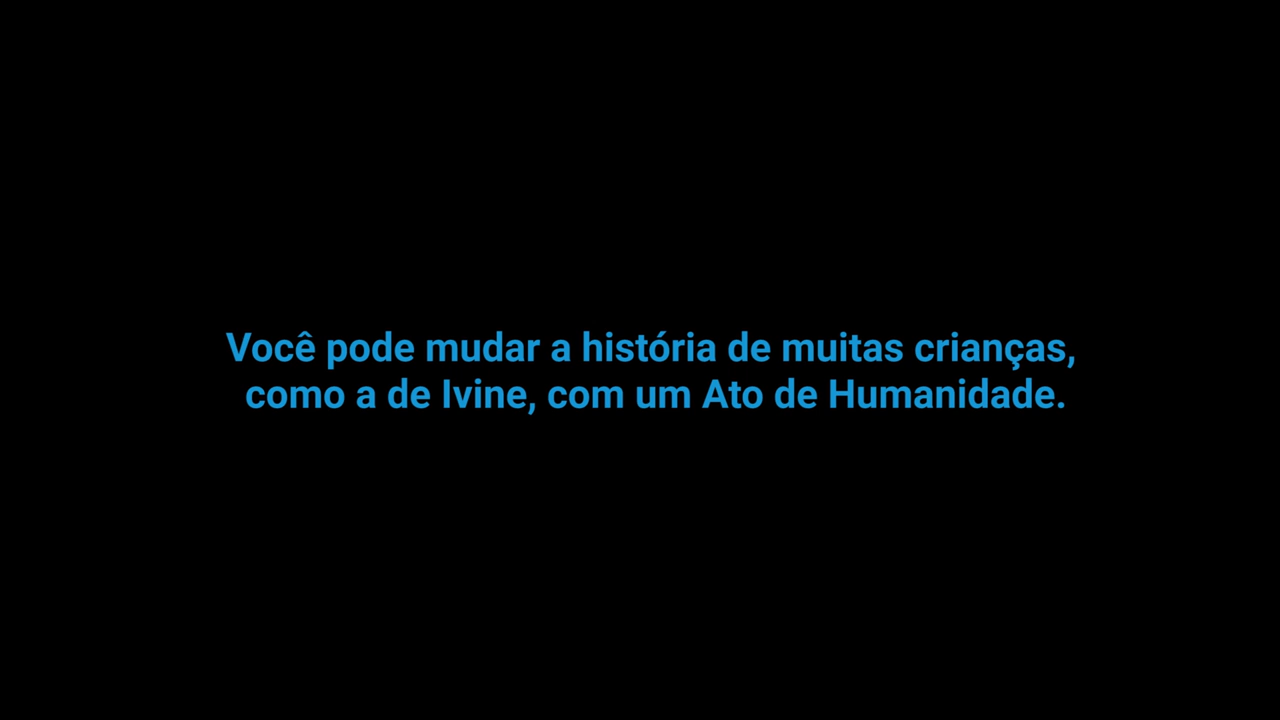 Você pode mudar a história de muitas crianças,
como a de Ivine, com um Ato de Humanidade.